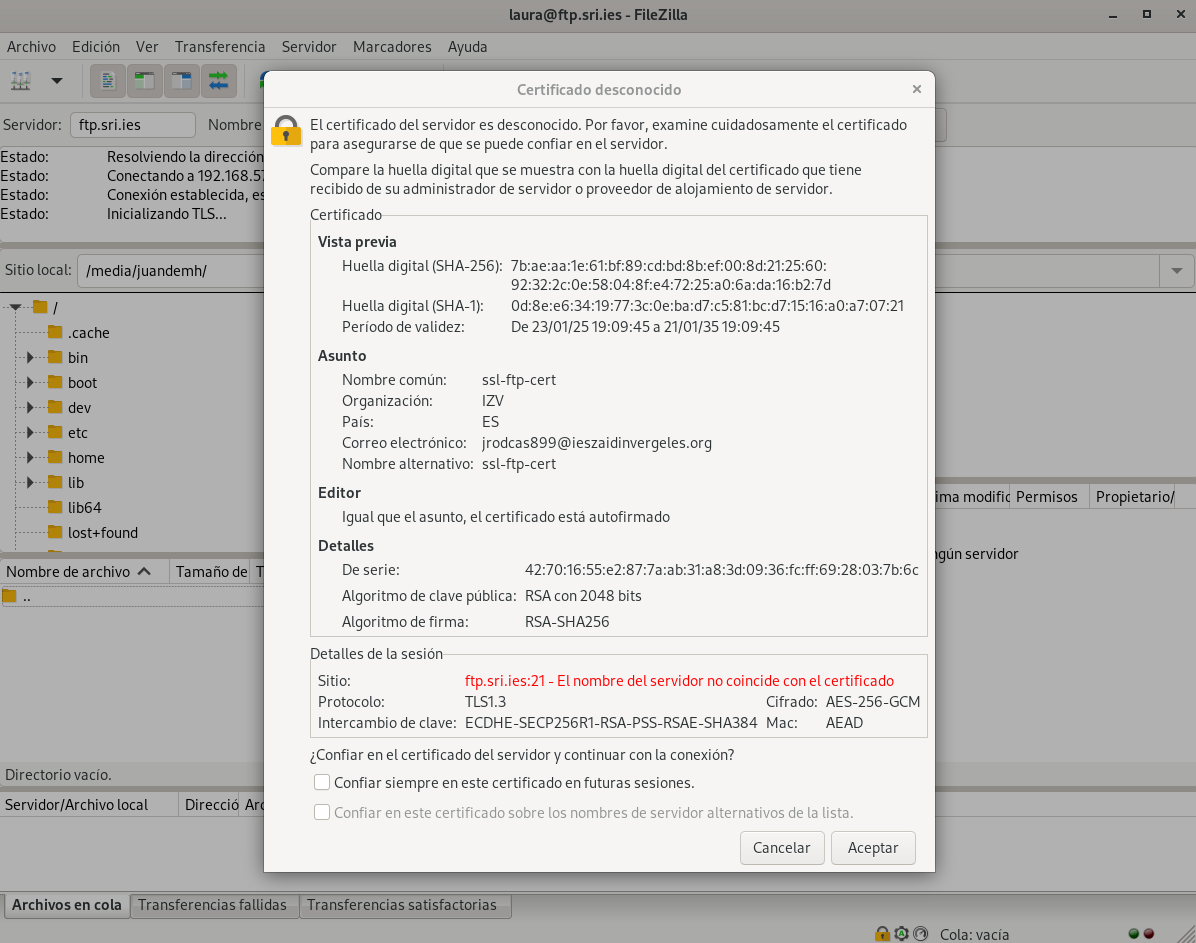 laura@ftp.sri.ies - FileZilla
Archivo Edición Ver Transferencia Servidor Marcadores Ayuda
Servidor: ftp.sri.ies Nombre
Estado: Resolviendo la dirección
Estado: Conectando a 192.168.57
Estado: Conexión establecida, es
Estado: Inicializando TLS...
Sitio local: /media/juandemh/
/
.cache
bin
boot
dev
etc
home
lib
lib64
lost+found
Nombre de archivo Tamaño de T
..
Directorio vacío.
Permisos Propietario/
servidor
Certificado desconocido
El certificado del servidor es desconocido. Por favor, examine cuidadosamente el certificado
para asegurarse de que se puede confiar en el servidor.
Compare la huella digital que se muestra con la huella digital del certificado que tiene
recibido de su administrador de servidor o proveedor de alojamiento de servidor.
Certificado
Vista previa
Huella digital (SHA-256): 7b:ae:aa:1e:61:bf:89:cd:bd:8b:ef:00:8d:21:25:60:
92:32:2c:0e:58:04:8f:e4:72:25:a0:6a:da:16:b2:7d
Huella digital (SHA-1): 0d:8e:e6:34:19:77:3c:0e:ba:d7:c5:81:bc:d7:15:16:a0:a7:07:21
Período de validez: De 23/01/25 19:09:45 a 21/01/35 19:09:45
Asunto
Nombre común: ssl-ftp-cert
Organización: IZV
País: ES
Correo electrónico: jrodcas899@ieszaidinvergeles.org
Nombre alternativo: ssl-ftp-cert
Editor
Igual que el asunto, el certificado está autofirmado
Detalles
De serie: 42:70:16:55:e2:87:7a:ab:31:a8:3d:09:36:fc:ff:69:28:03:7b:6c
Algoritmo de clave pública: RSA con 2048 bits
Algoritmo de firma: RSA-SHA256
Detalles de la sesión
Sitio: ftp.sri.ies:21 - El nombre del servidor no coincide con el certificado
Protocolo: TLS1.3 Cifrado: AES-256-GCM
Intercambio de clave: ECDHE-SECP256R1-RSA-PSS-RSAE-SHA384 Mac: AEAD
¿Confiar en el certificado del servidor y continuar con la conexión?
Confiar siempre en este certificado en futuras sesiones.
Confiar en este certificado sobre los nombres de servidor alternativos de la lista.
Cancelar Aceptar
Servidor/Archivo local Direcció Arc
Archivos en cola Transferencias fallidas Transferencias satisfactorias
Cola: vacía